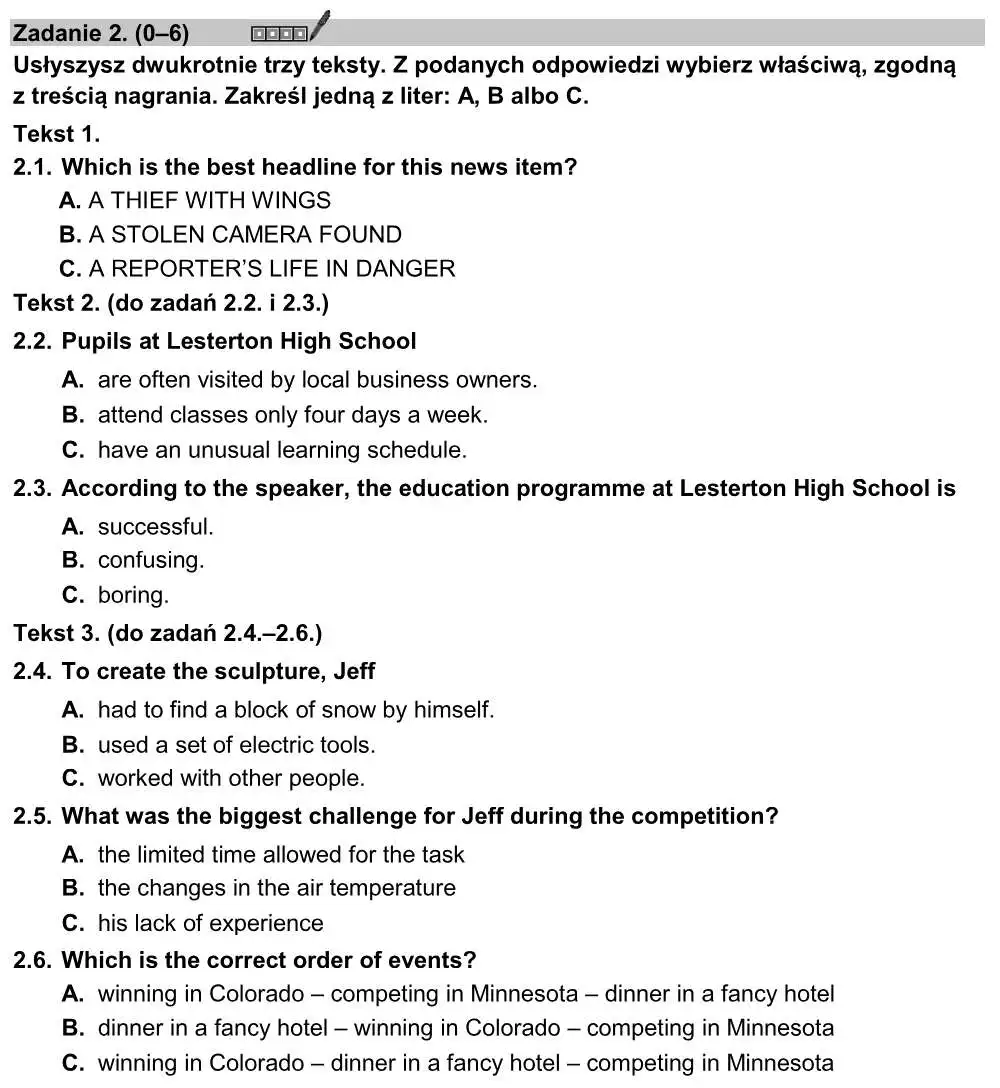 Zadanie 2. (0–6)
Usłyszysz dwukrotnie trzy teksty. Z podanych odpowiedzi wybierz właściwą, zgodną
z treścią nagrania. Zakreśl jedną z liter: A, B albo C.
Tekst 1.
2.1. Which is the best headline for this news item?
A. A THIEF WITH WINGS
B. A STOLEN CAMERA FOUND
C. A REPORTER’S LIFE IN DANGER
Tekst 2. (do zadań 2.2. i 2.3.)
2.2. Pupils at Lesterton High School
A. are often visited by local business owners.
B. attend classes only four days a week.
C. have an unusual learning schedule.
2.3. According to the speaker, the education programme at Lesterton High School is
A. successful.
B. confusing.
C. boring.
Tekst 3. (do zadań 2.4.–2.6.)
2.4. To create the sculpture, Jeff
A. had to find a block of snow by himself.
B. used a set of electric tools.
C. worked with other people.
2.5. What was the biggest challenge for Jeff during the competition?
A. the limited time allowed for the task
B. the changes in the air temperature
C. his lack of experience
2.6. Which is the correct order of events?
A. winning in Colorado – competing in Minnesota – dinner in a fancy hotel
B. dinner in a fancy hotel – winning in Colorado – competing in Minnesota
C. winning in Colorado – dinner in a fancy hotel – competing in Minnesota